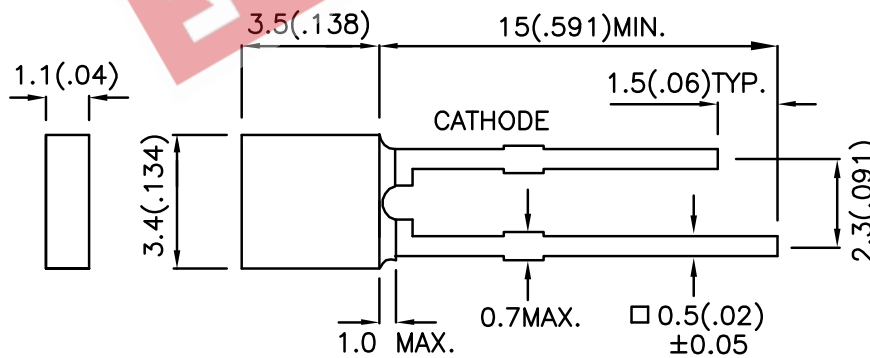 3.5(.138)
15(.591)MIN.
1.1(.04)
1.5(.06)TYP.
CATHODE
3.4(.134)
2.3(.091)
0.7MAX.
□ 0.5(.02)
±0.05
1.0 MAX.